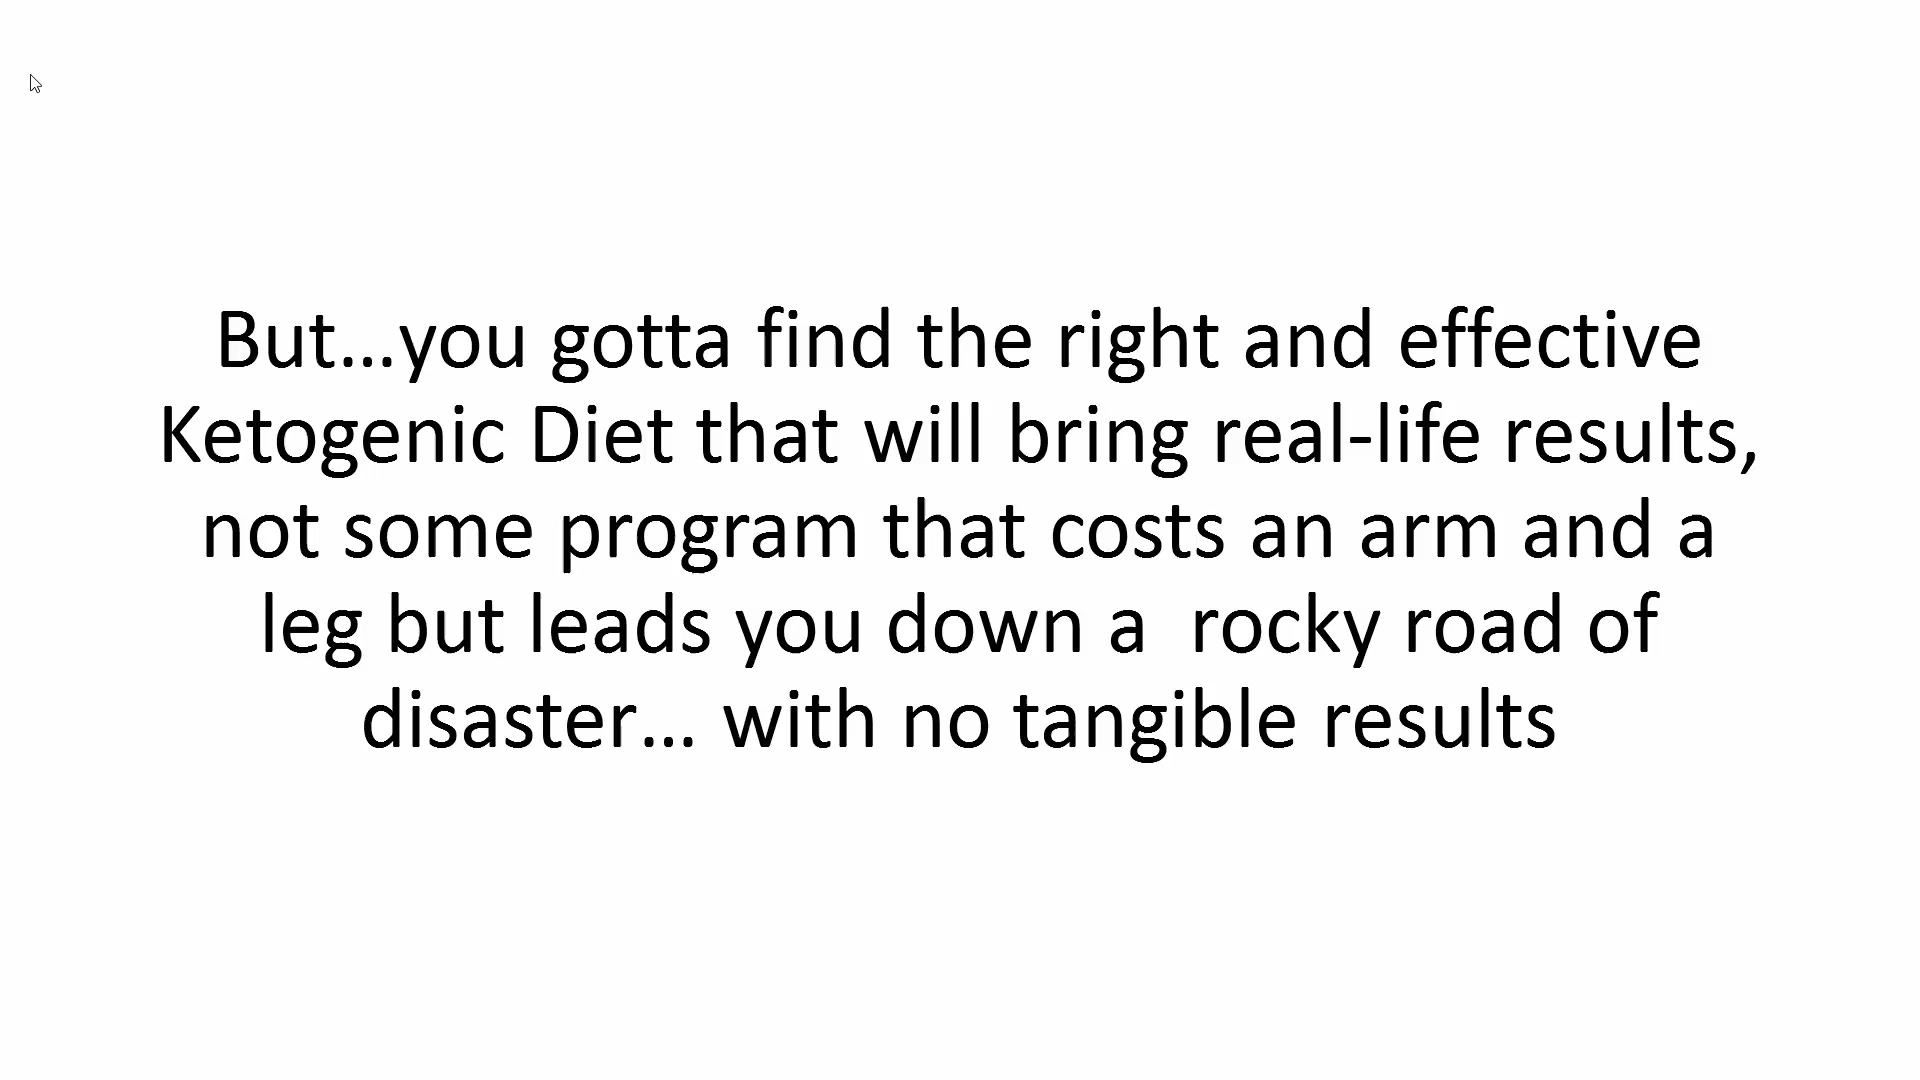 But...you gotta find the right and effective
Ketogenic Diet that will bring real-life results,
not some program that costs an arm and a
leg but leads you down a  rocky road of
disaster... with no tangible results